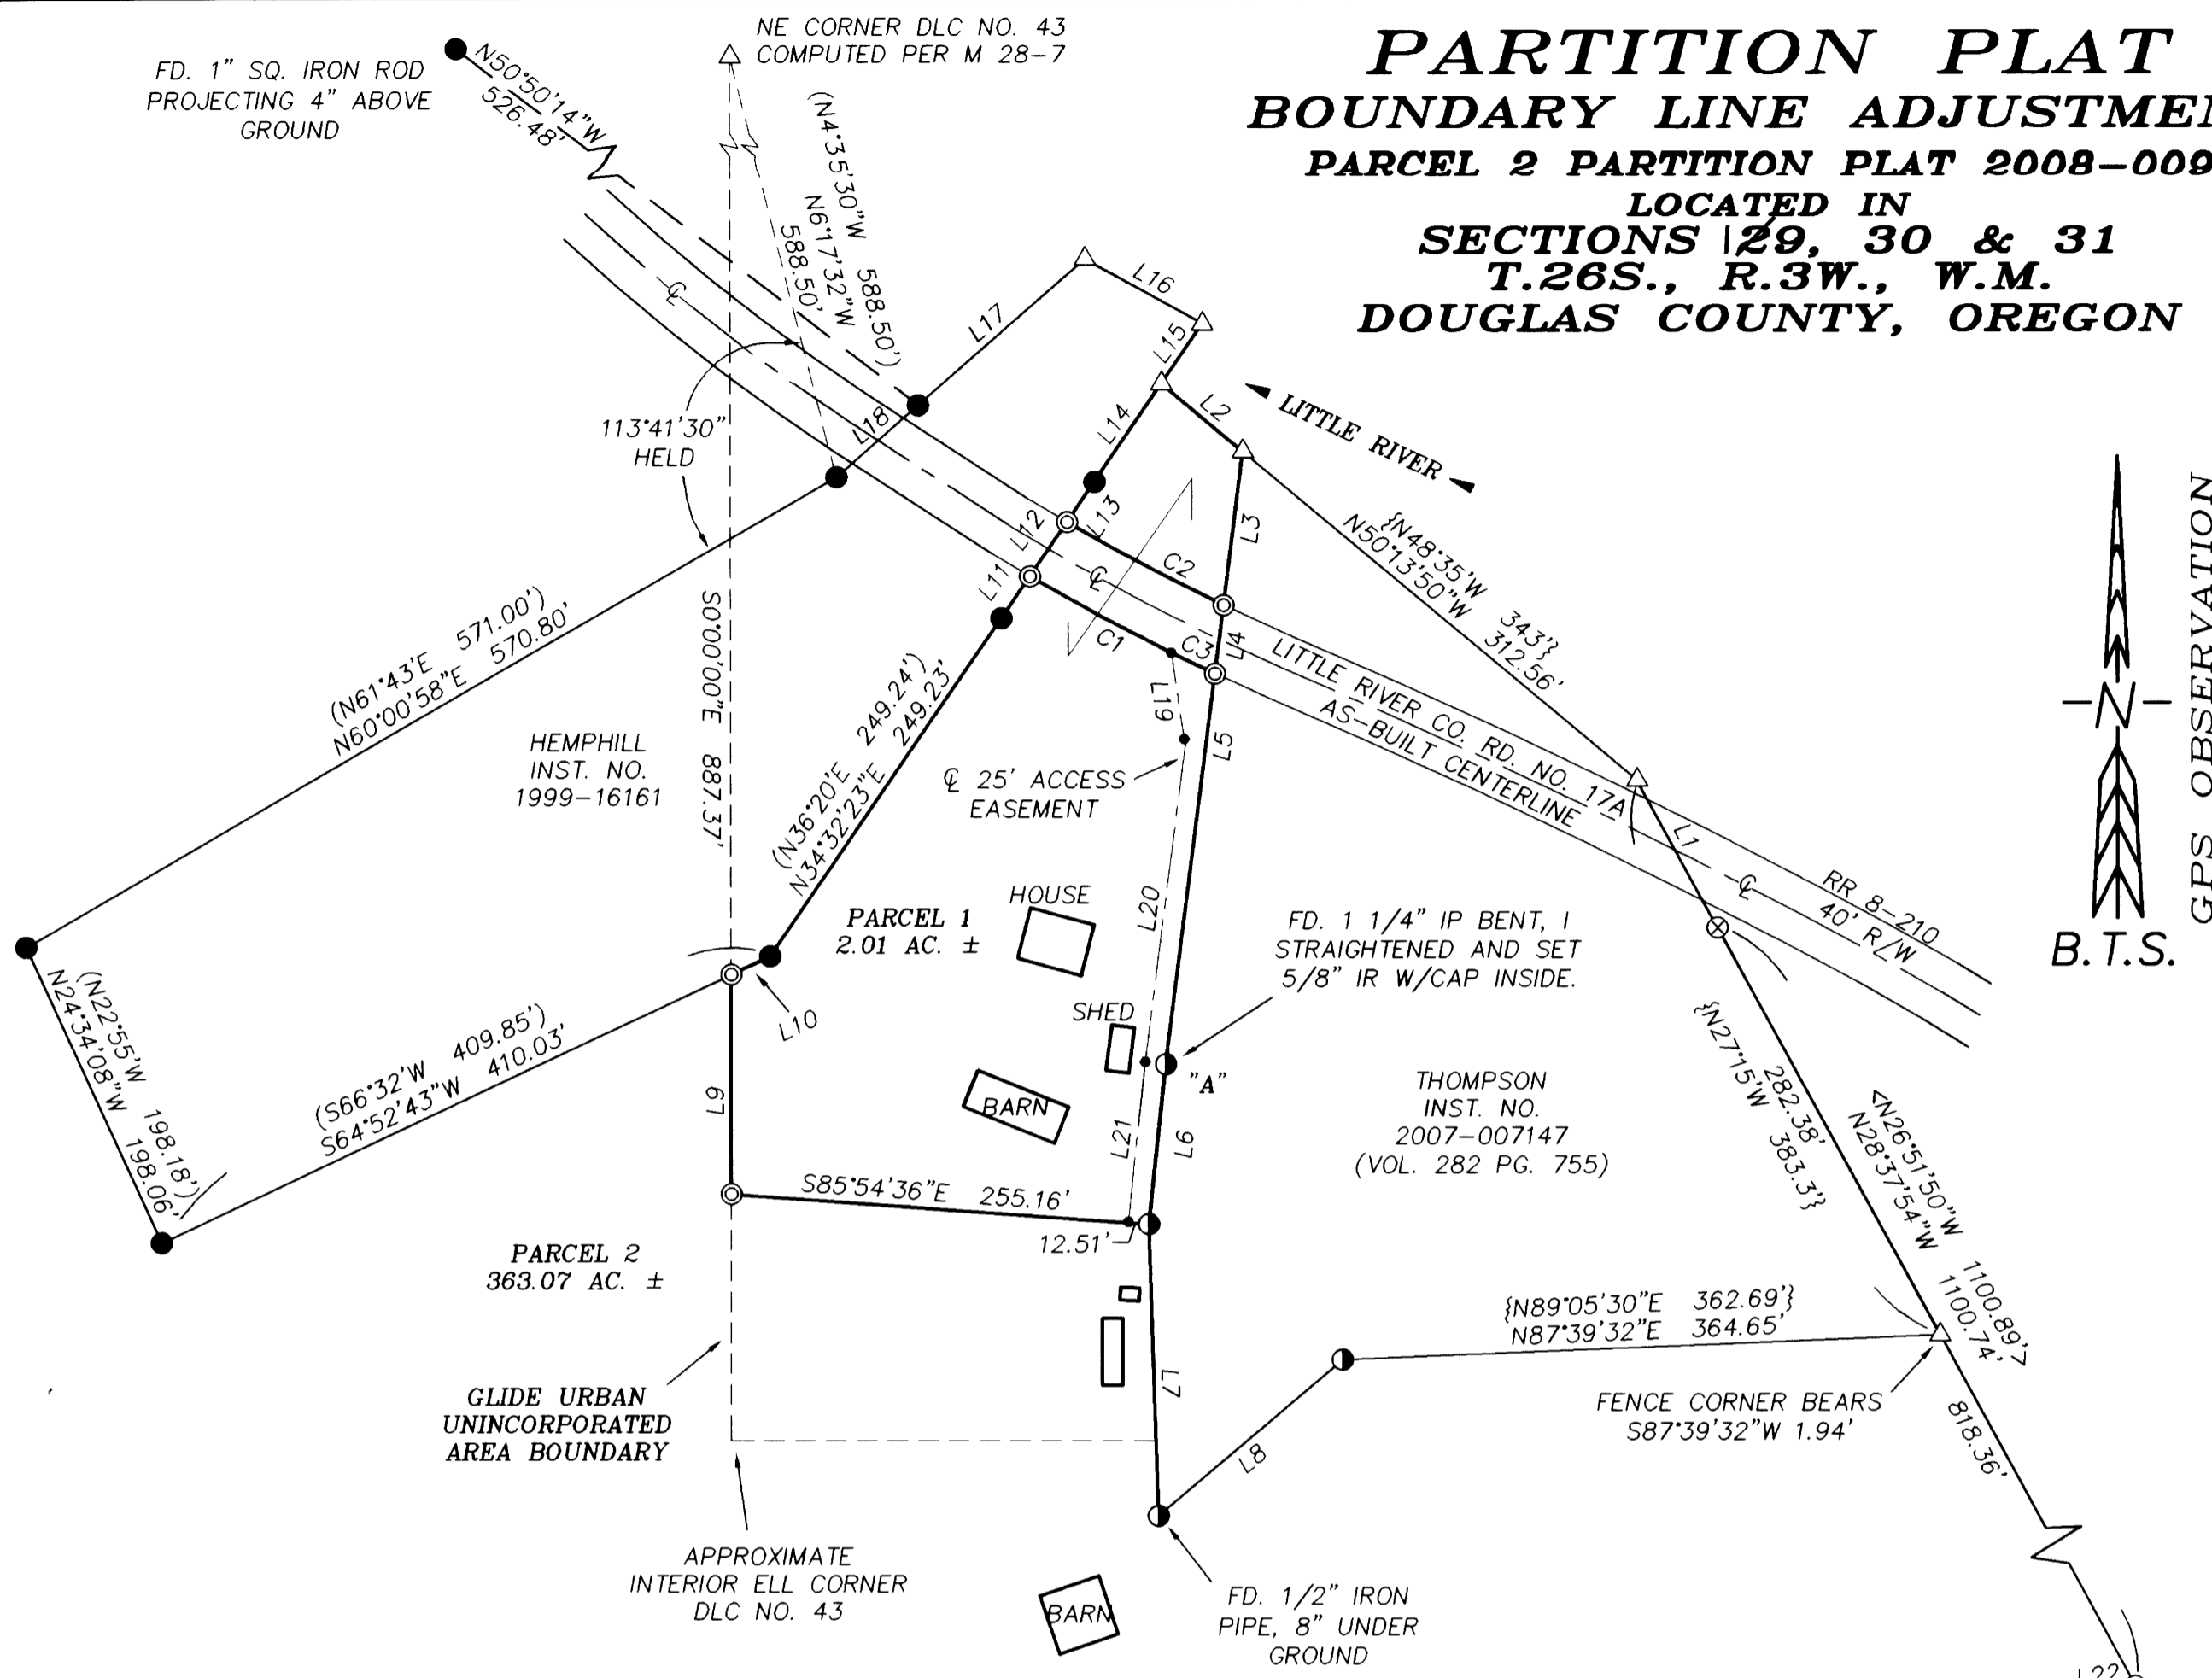 PARTITION PLAT
BOUNDARY LINE
PARCEL 2 PARTITION PLAT 2008-009
LOCATED IN
SECTIONS 29, 30 & 31
T.26S., R.3W., W.M.
DOUGLAS COUNTY, OREGON
NE CORNER DLC NO. 43
COMPUTED PER M 28-7
FD. 1" SQ. IRON ROD
PROJECTING 4" ABOVE
GROUND
N50°50'14"W
526.48'
(N4°35'30"W 588.50')
N6°17'32"W
588.50'
L16
L17
L15
L2
L14
L18
◄ LITTLE RIVER ◄
113°41'30"
HELD
L13
L12
L11
L3
C2
C1
C3
L4
℄
℄
{N48°35'W 343'}
N50°13'50"W 312.56'
LITTLE RIVER CO. RD. NO. 17A
AS-BUILT CENTERLINE
L1
℄
40' R/W
RR 8-210
GPS OBSERVATION
N
B.T.S.
(N61°43'E 571.00')
N60°00'58"E 570.80'
S0°00'00"E 887.37'
HEMPHILL
INST. NO.
1999-16161
(N36°20'E 249.24')
N34°32'23"E 249.23'
L19
L5
℄ 25' ACCESS
EASEMENT
HOUSE
L20
PARCEL 1
2.01 AC. ±
FD. 1 1/4" IP BENT, I
STRAIGHTENED AND SET
5/8" IR W/CAP INSIDE.
SHED
L10
"A"
BARN
L9
L21
L6
THOMPSON
INST. NO.
2007-007147
(VOL. 282 PG. 755)
(N22°55'W 198.18')
N24°34'08"W 198.06'
(S66°32'W 409.85')
S64°52'43"W 410.03'
282.38'
{N27°15'W 383.3'}
<N26°51'50"W 1100.89'>
N28°37'54"W 1100.74'
S85°54'36"E 255.16'
12.51'
PARCEL 2
363.07 AC. ±
{N89°05'30"E 362.69'}
N87°39'32"E 364.65'
L7
FENCE CORNER BEARS
S87°39'32"W 1.94'
GLIDE URBAN
UNINCORPORATED
AREA BOUNDARY
L8
818.36'
APPROXIMATE
INTERIOR ELL CORNER
DLC NO. 43
BARN
FD. 1/2" IRON
PIPE, 8" UNDER
GROUND
L22